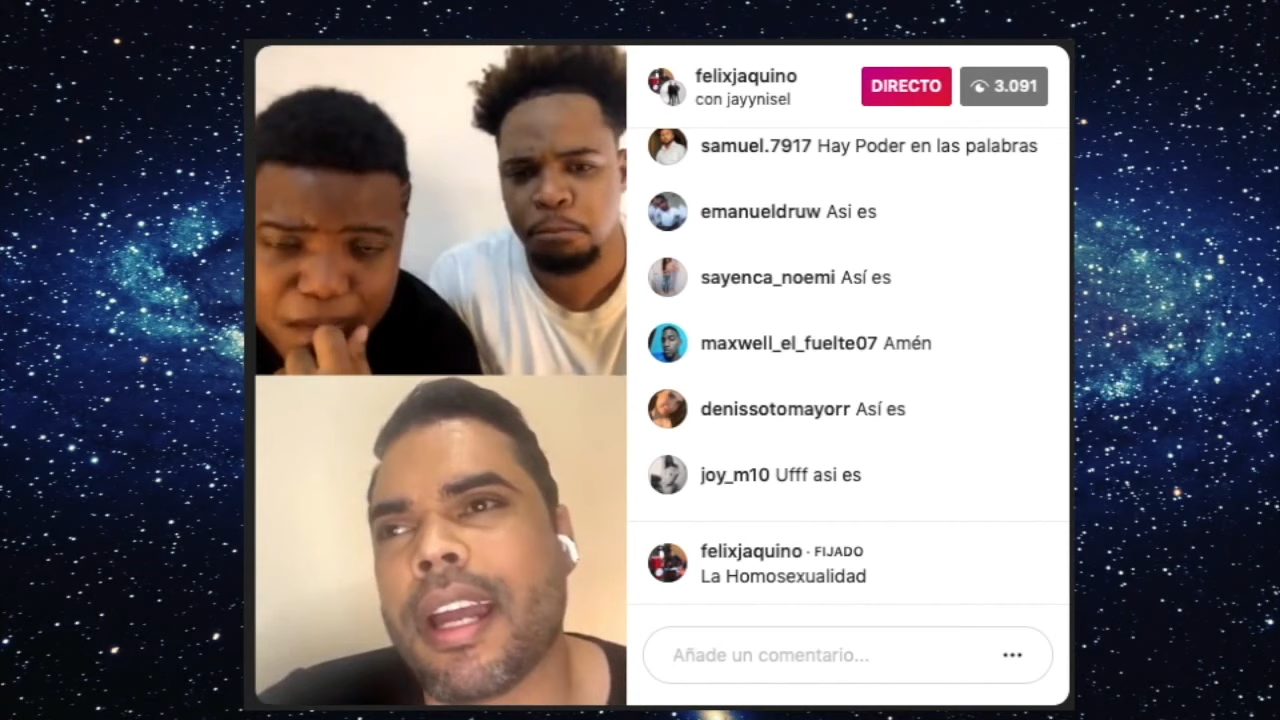 felixjaquino
con jayynisel
DIRECTO
3.091
samuel.7917 Hay Poder en las palabras
emanueldruw Asi es
sayenca_noemi Así es
maxwell_el_fuelte07 Amén
denissotomayorr Así es
joy_m10 Ufff asi es
felixjaquino · FIJADO
La Homosexualidad
Añade un comentario...